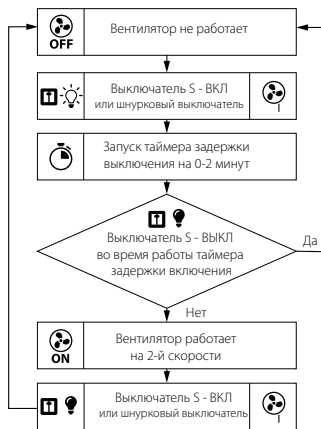 OFF
Вентилятор не работает
Выключатель S - ВКЛ
или шнурковый выключатель
Запуск таймера задержки
выключения на 0-2 минут
Выключатель S - ВЫКЛ
во время работы таймера
задержки включения
Да
Нет
ON
Вентилятор работает
на 2-й скорости
Выключатель S - ВКЛ
или шнурковый выключатель